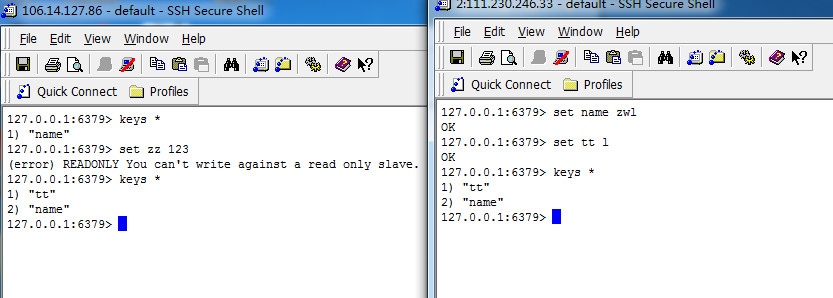 106.14.127.86 - default - SSH Secure Shell
File Edit View Window Help
Quick Connect Profiles
127.0.0.1:6379> keys *
1) "name"
127.0.0.1:6379> set zz 123
(error) READONLY You can't write against a read only slave.
127.0.0.1:6379> keys *
1) "tt"
2) "name"
127.0.0.1:6379>
2:111.230.246.33 - default - SSH Secure Shell
File Edit View Window Help
Quick Connect Profiles
127.0.0.1:6379> set name zwl
OK
127.0.0.1:6379> set tt l
OK
127.0.0.1:6379> keys *
1) "tt"
2) "name"
127.0.0.1:6379>